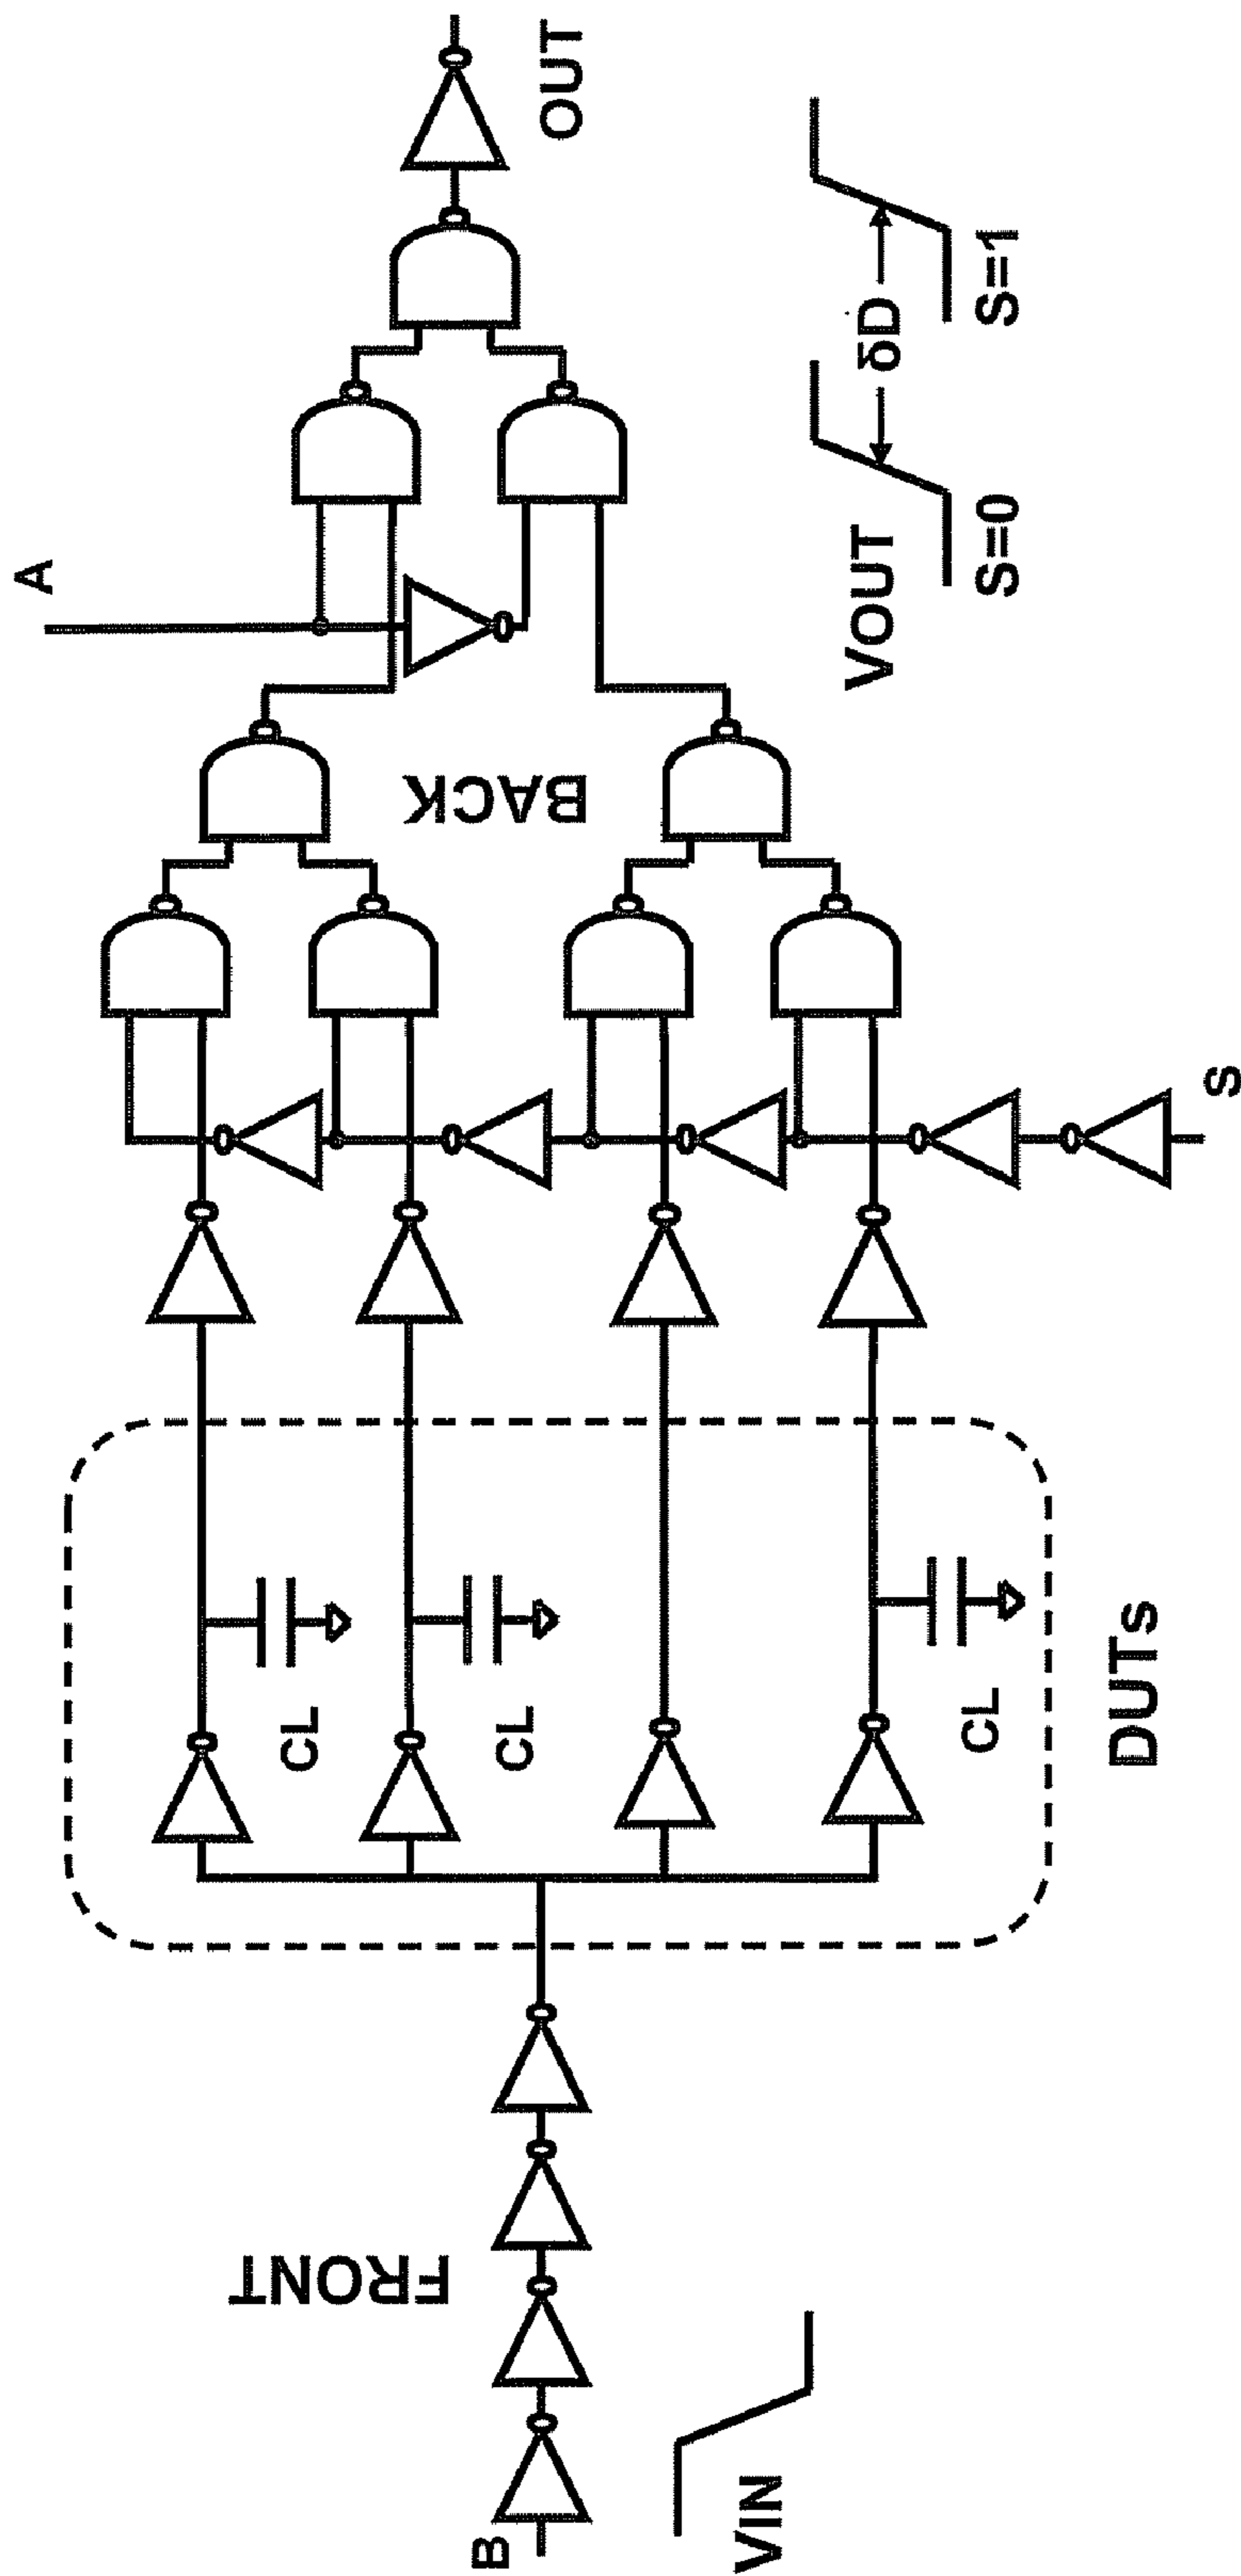 B
VIN
FRONT
CL
CL
CL
DUTs
S
BACK
A
VOUT
S=0
δD
S=1
OUT